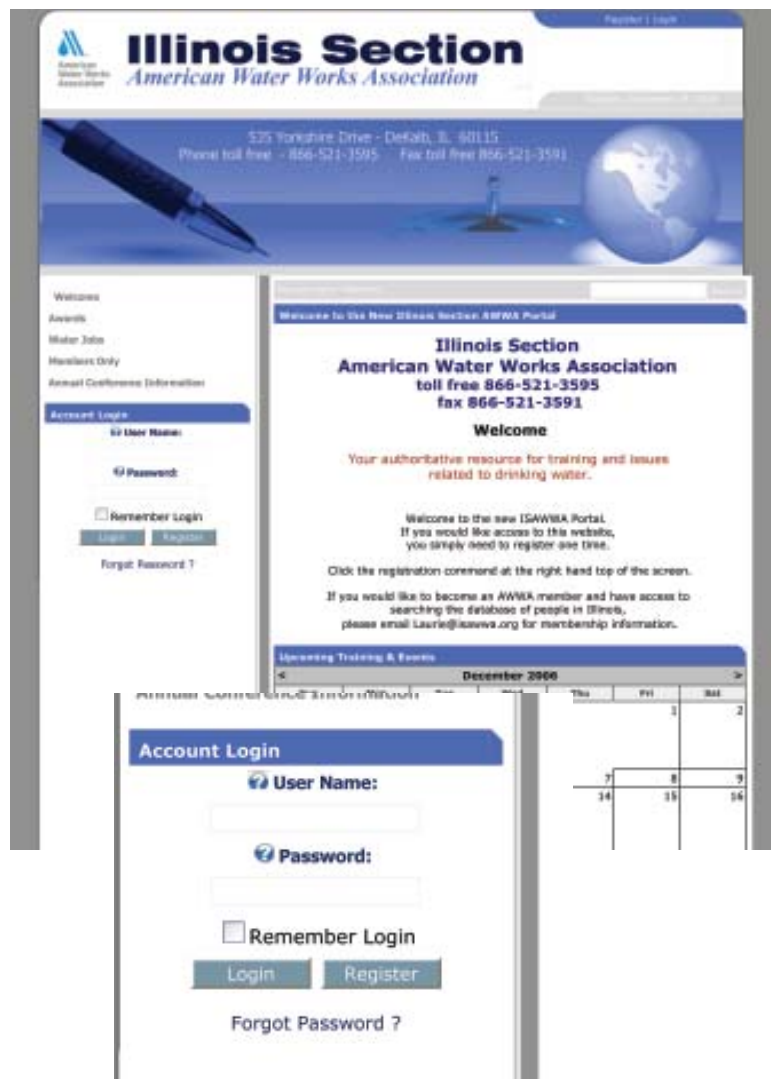 Register | Login
American
Water Works
Association
Illinois Section
American Water Works Association
535 Yorkshire Drive - DeKalb, IL 60115
Phone toll free - 866-521-3595 Fax toll free 866-521-3591
Welcome
Awards
Water Jobs
Members Only
Annual Conference Information
Account Login
User Name:
Password:
Remember Login
Login Register
Forgot Password ?
Welcome to the New Illinois Section AWWA Portal
Illinois Section
American Water Works Association
toll free 866-521-3595
fax 866-521-3591
Welcome
Your authoritative resource for training and issues
related to drinking water.
Welcome to the new ISAWWA Portal.
If you would like access to this website,
you simply need to register one time.
Click the registration command at the right hand top of the screen.
If you would like to become an AWWA member and have access to
searching the database of people in Illinois,
please email Laurie@isawwa.org for membership information.
Upcoming Training & Events
< December 2006 >
Thu Fri Sat
1 2
7 8 9
14 15 16
Annual Conference Information
Account Login
User Name:
Password:
Remember Login
Login Register
Forgot Password ?